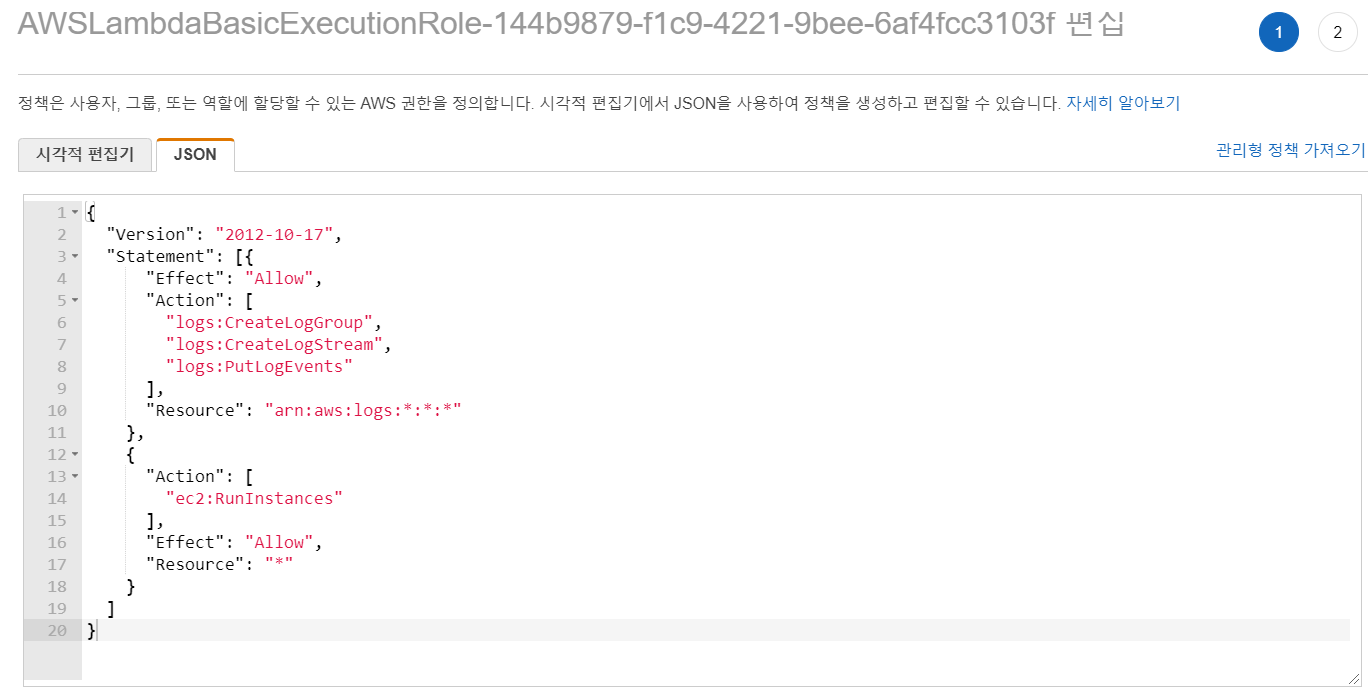 AWSLambdaBasicExecutionRole-144b9879-f1c9-4221-9bee-6af4fcc3103f 편집
1
2
정책은 사용자, 그룹, 또는 역할에 할당할 수 있는 AWS 권한을 정의합니다. 시각적 편집기에서 JSON을 사용하여 정책을 생성하고 편집할 수 있습니다. 자세히 알아보기
시각적 편집기
JSON
관리형 정책 가져오기
1 {
2   "Version": "2012-10-17",
3   "Statement": [{
4       "Effect": "Allow",
5       "Action": [
6         "logs:CreateLogGroup",
7         "logs:CreateLogStream",
8         "logs:PutLogEvents"
9       ],
10       "Resource": "arn:aws:logs:*:*:*"
11     },
12     {
13       "Action": [
14         "ec2:RunInstances"
15       ],
16       "Effect": "Allow",
17       "Resource": "*"
18     }
19   ]
20 }